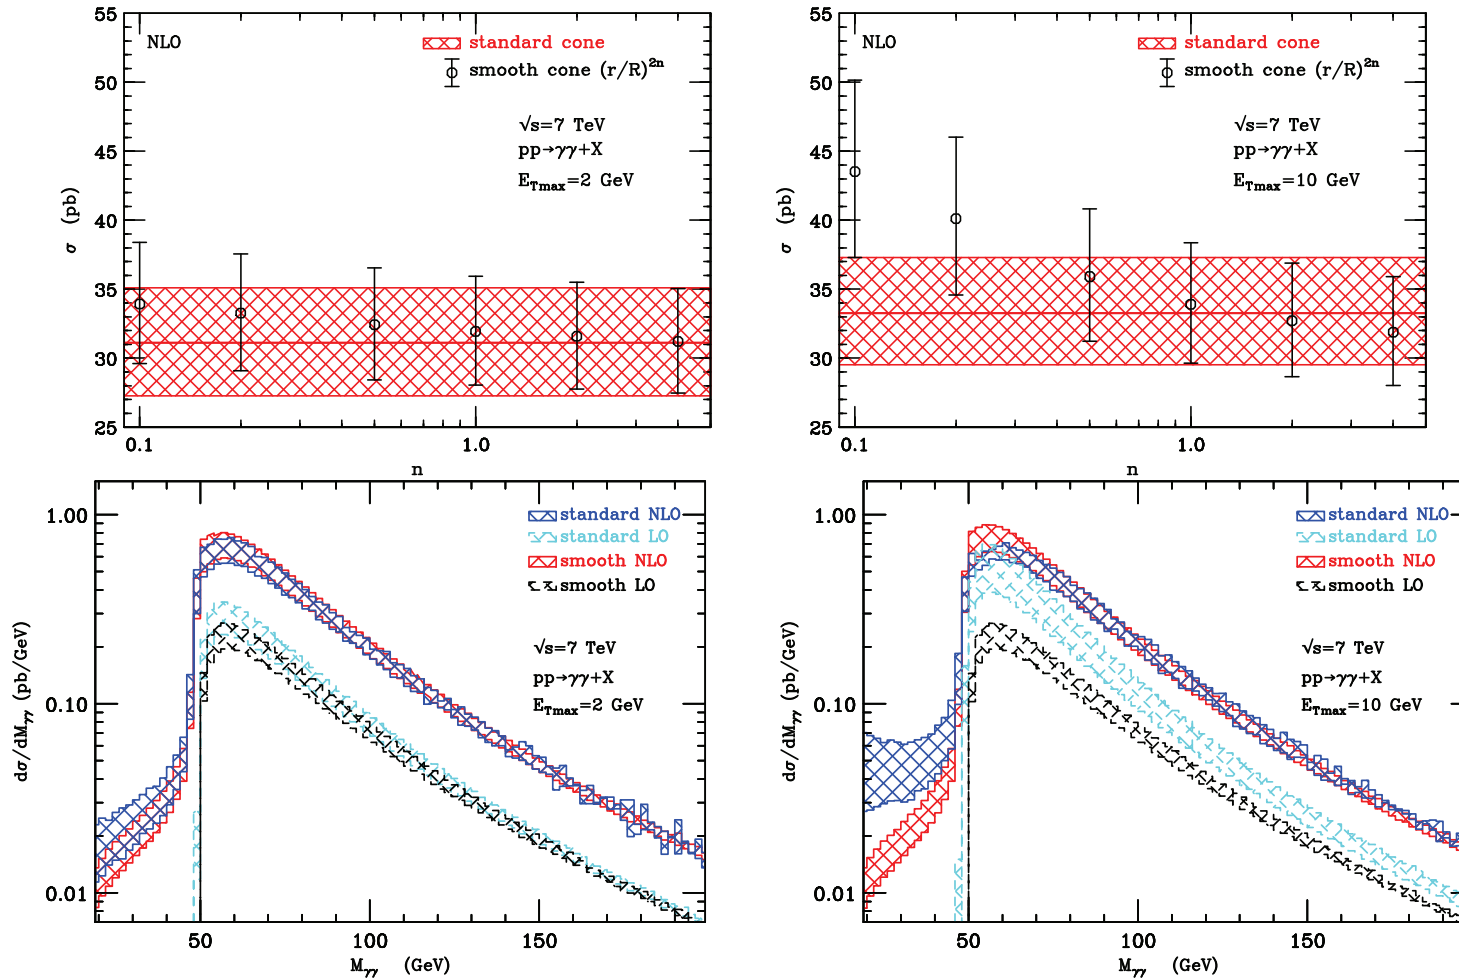 55
50
45
40
35
30
25
σ (pb)
NLO
standard cone
smooth cone (r/R)²ⁿ
√s=7 TeV
pp→γγ+X
E_Tmax=2 GeV
0.1
1.0
n
55
50
45
40
35
30
25
σ (pb)
NLO
standard cone
smooth cone (r/R)²ⁿ
√s=7 TeV
pp→γγ+X
E_Tmax=10 GeV
0.1
1.0
n
1.00
0.10
0.01
dσ/dM_γγ (pb/GeV)
standard NLO
standard LO
smooth NLO
smooth LO
√s=7 TeV
pp→γγ+X
E_Tmax=2 GeV
50
100
150
M_γγ (GeV)
1.00
0.10
0.01
dσ/dM_γγ (pb/GeV)
standard NLO
standard LO
smooth NLO
smooth LO
√s=7 TeV
pp→γγ+X
E_Tmax=10 GeV
50
100
150
M_γγ (GeV)